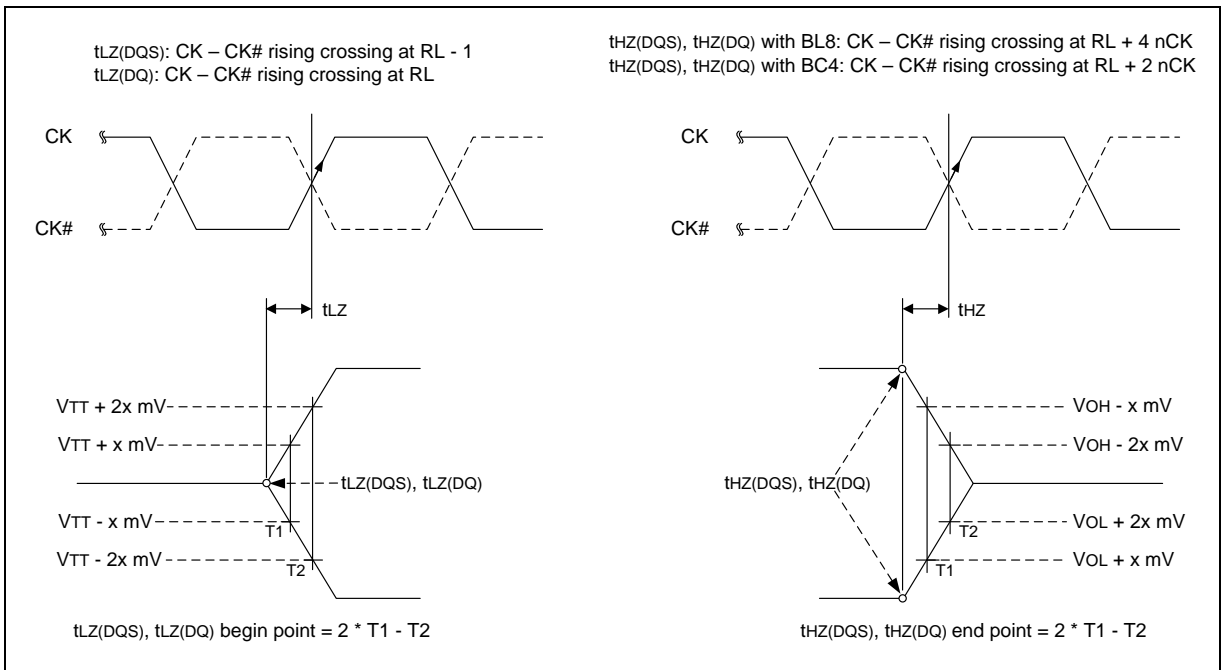 tLZ(DQS): CK – CK# rising crossing at RL - 1
tLZ(DQ): CK – CK# rising crossing at RL
CK
CK#
tLZ
VTT + 2x mV
VTT + x mV
tLZ(DQS), tLZ(DQ)
VTT - x mV
T1
VTT - 2x mV
T2
tLZ(DQS), tLZ(DQ) begin point = 2 * T1 - T2
tHZ(DQS), tHZ(DQ) with BL8: CK – CK# rising crossing at RL + 4 nCK
tHZ(DQS), tHZ(DQ) with BC4: CK – CK# rising crossing at RL + 2 nCK
CK
CK#
tHZ
VOH - x mV
VOH - 2x mV
tHZ(DQS), tHZ(DQ)
VOL + 2x mV
T2
VOL + x mV
T1
tHZ(DQS), tHZ(DQ) end point = 2 * T1 - T2